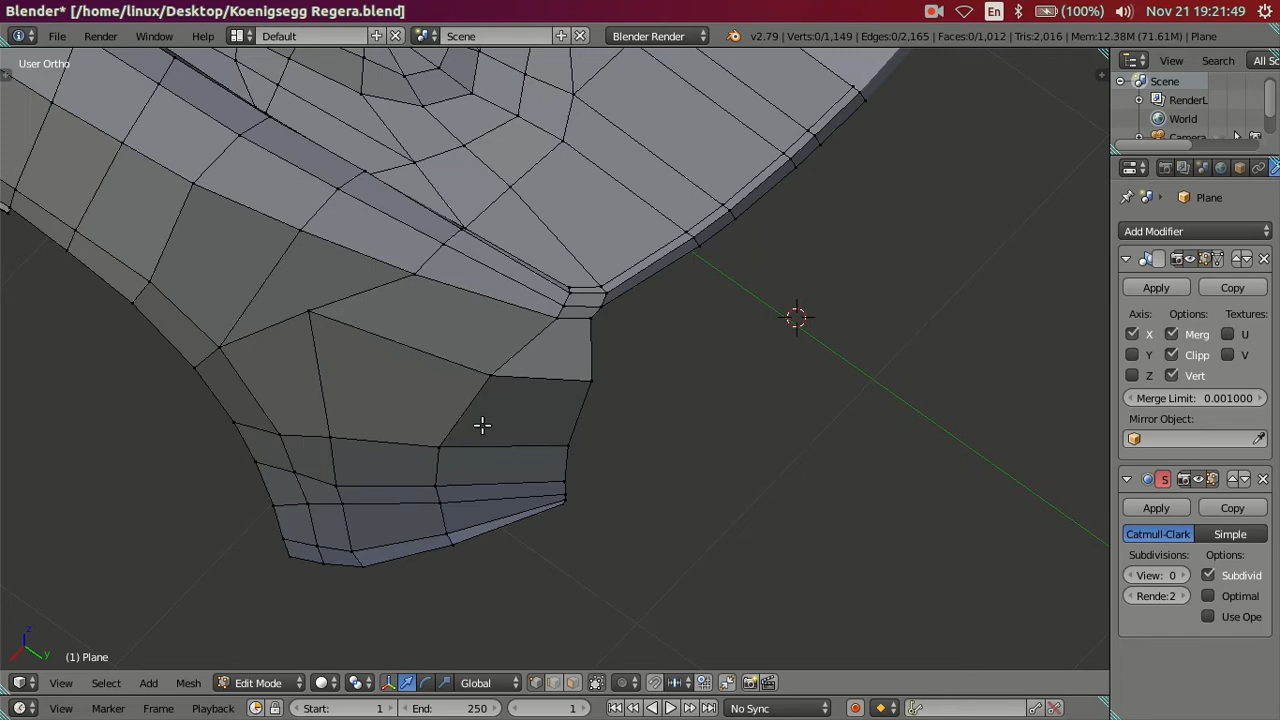 Blender* [/home/linux/Desktop/Koenigsegg Regera.blend]
En (100%) Nov 21 19:21:49
File Render Window Help Default Scene Blender Render v2.79 | Verts:0/1,149 | Edges:0/2,165 | Faces:0/1,012 | Tris:2,016 | Mem:12.38M (71.61M) | Plane
View Search All Sc
User Ortho
Scene
RenderL
World
Camera
Plane
Add Modifier
Apply Copy
Axis: Options: Textures:
X Merg U
Y Clipp V
Z Vert
Merge Limit: 0.001000
Mirror Object:
S
Apply Copy
Catmull-Clark Simple
Subdivisions: Options:
View: 0 Subdivid
Rende:2 Optimal
Use Ope
z
y
(1) Plane
View Select Add Mesh Edit Mode Global
View Marker Frame Playback Start: 1 End: 250 1 No Sync